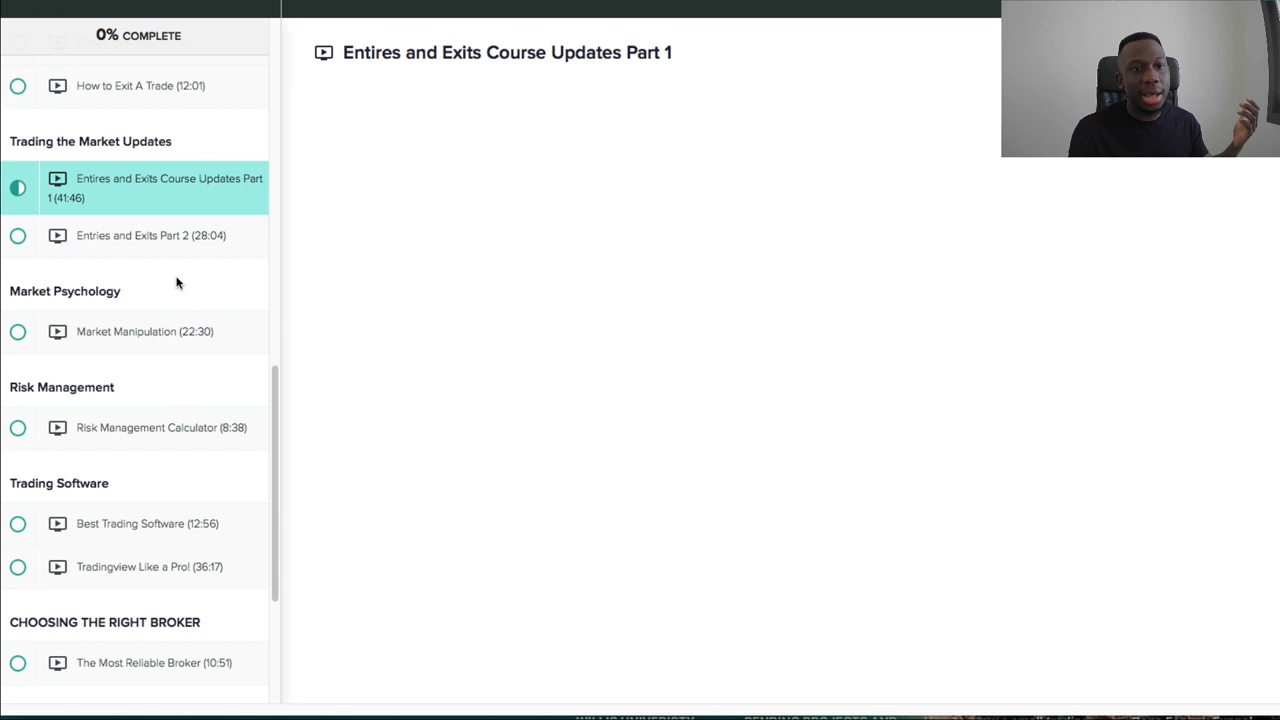 0% COMPLETE
How to Exit A Trade (12:01)
Trading the Market Updates
Entires and Exits Course Updates Part
1 (41:46)
Entries and Exits Part 2 (28:04)
Market Psychology
Market Manipulation (22:30)
Risk Management
Risk Management Calculator (8:38)
Trading Software
Best Trading Software (12:56)
Tradingview Like a Pro! (36:17)
CHOOSING THE RIGHT BROKER
The Most Reliable Broker (10:51)
Entires and Exits Course Updates Part 1